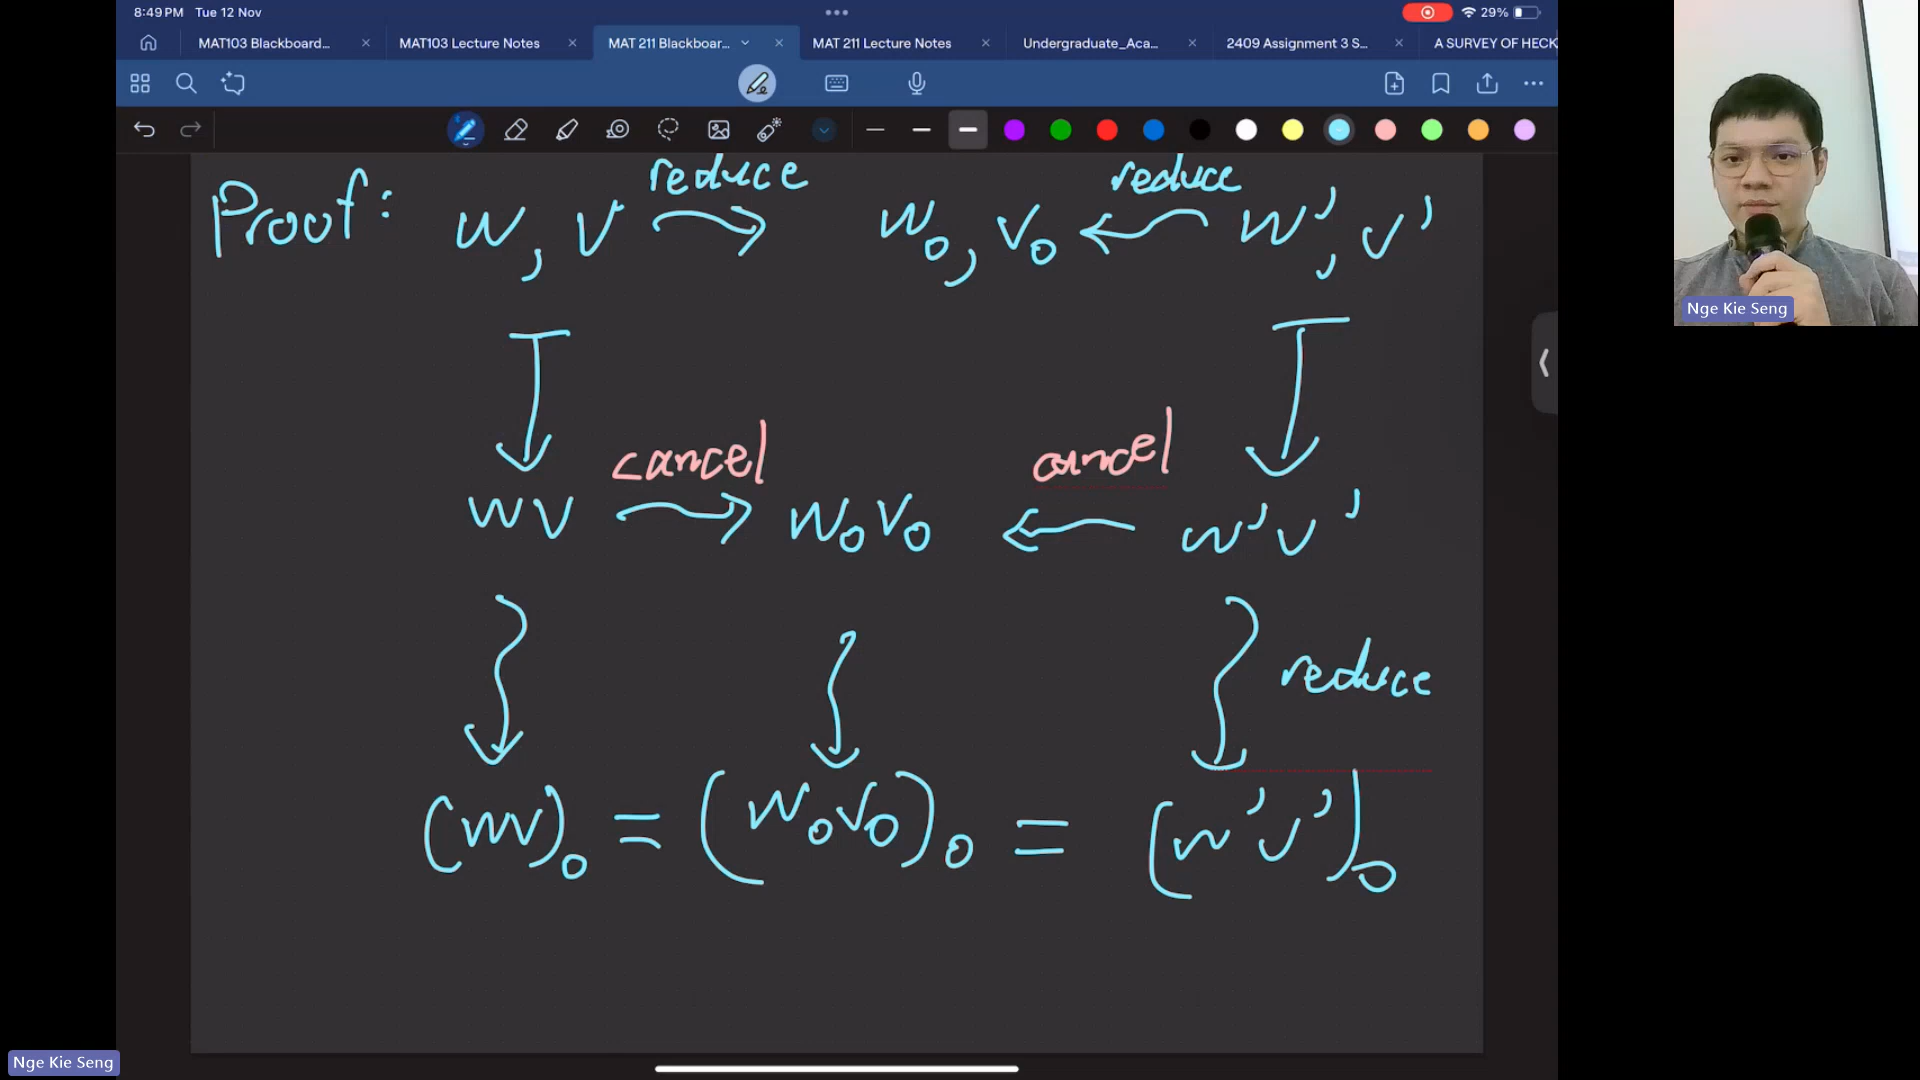 8:49 PM Tue 12 Nov 29%
MAT103 Blackboard... MAT103 Lecture Notes MAT 211 Blackboar... MAT 211 Lecture Notes Undergraduate_Aca... 2409 Assignment 3 S... A SURVEY OF HECK
reduce reduce
Proof: w, v w₀, v₀ w', v'
cancel cancel
wv w₀v₀ w'v'
reduce
(wv)₀ = (w₀v₀)₀ = (w'v')₀
Nge Kie Seng
Nge Kie Seng